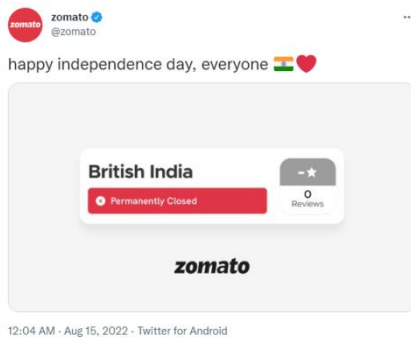 zomato
zomato
@zomato
happy independence day, everyone 🇮🇳❤️
British India
Permanently Closed
-★
0
Reviews
zomato
12:04 AM · Aug 15, 2022 · Twitter for Android